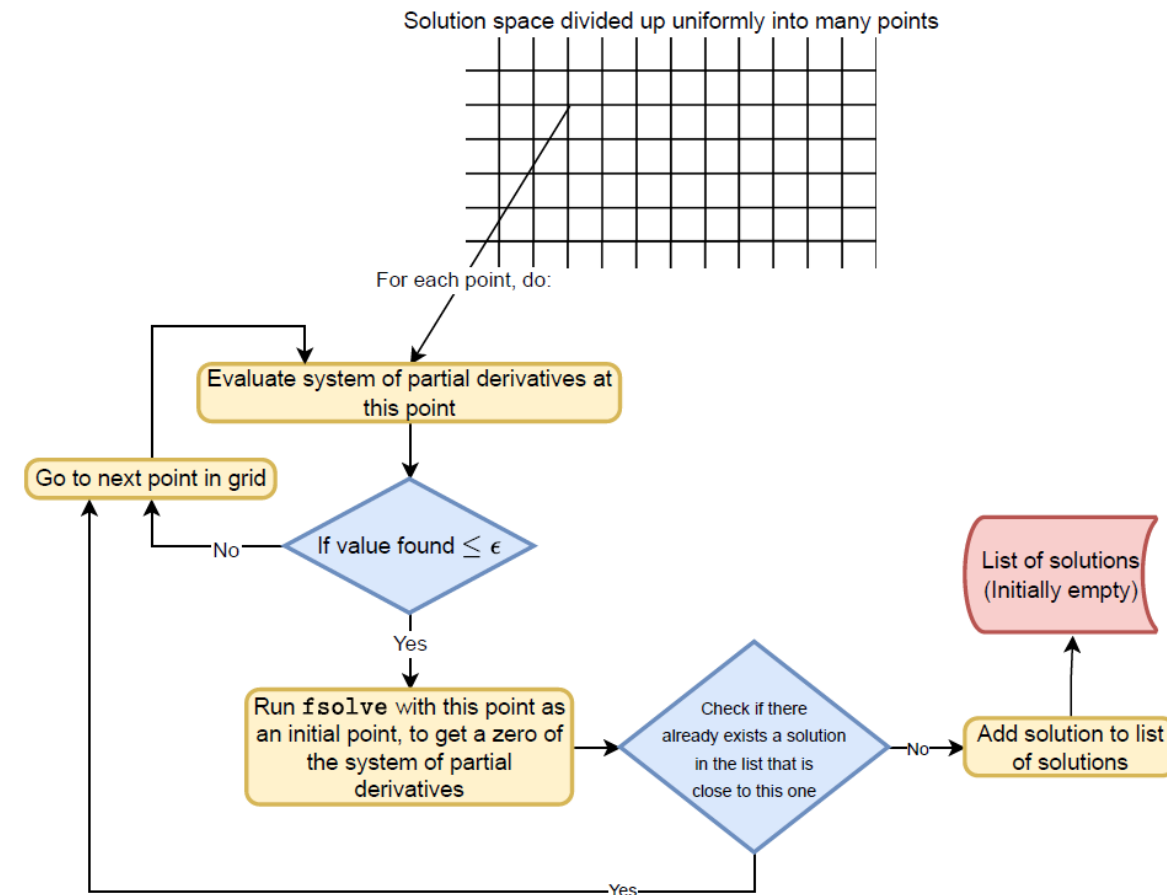 Solution space divided up uniformly into many points
For each point, do:
Evaluate system of partial derivatives at
this point
Go to next point in grid
No
If value found ≤ ϵ
Yes
Run fsolve with this point as
an initial point, to get a zero of
the system of partial
derivatives
Check if there
already exists a solution
in the list that is
close to this one
No
Add solution to list
of solutions
List of solutions
(Initially empty)
Yes